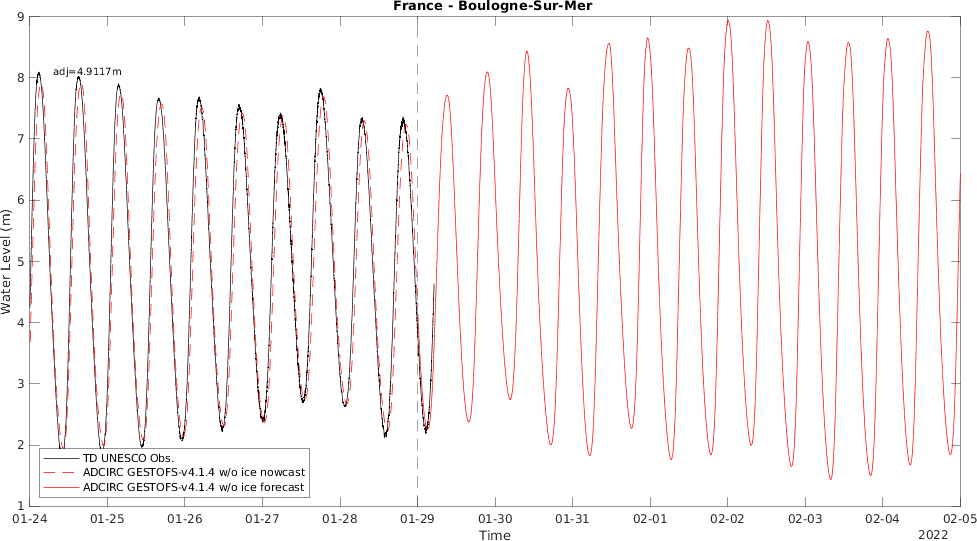 France - Boulogne-Sur-Mer
adj=4.9117m
Water Level (m)
9
8
7
6
5
4
3
2
1
TD UNESCO Obs.
ADCIRC GESTOFS-v4.1.4 w/o ice nowcast
ADCIRC GESTOFS-v4.1.4 w/o ice forecast
01-24 01-25 01-26 01-27 01-28 01-29 01-30 01-31 02-01 02-02 02-03 02-04 02-05
Time
2022